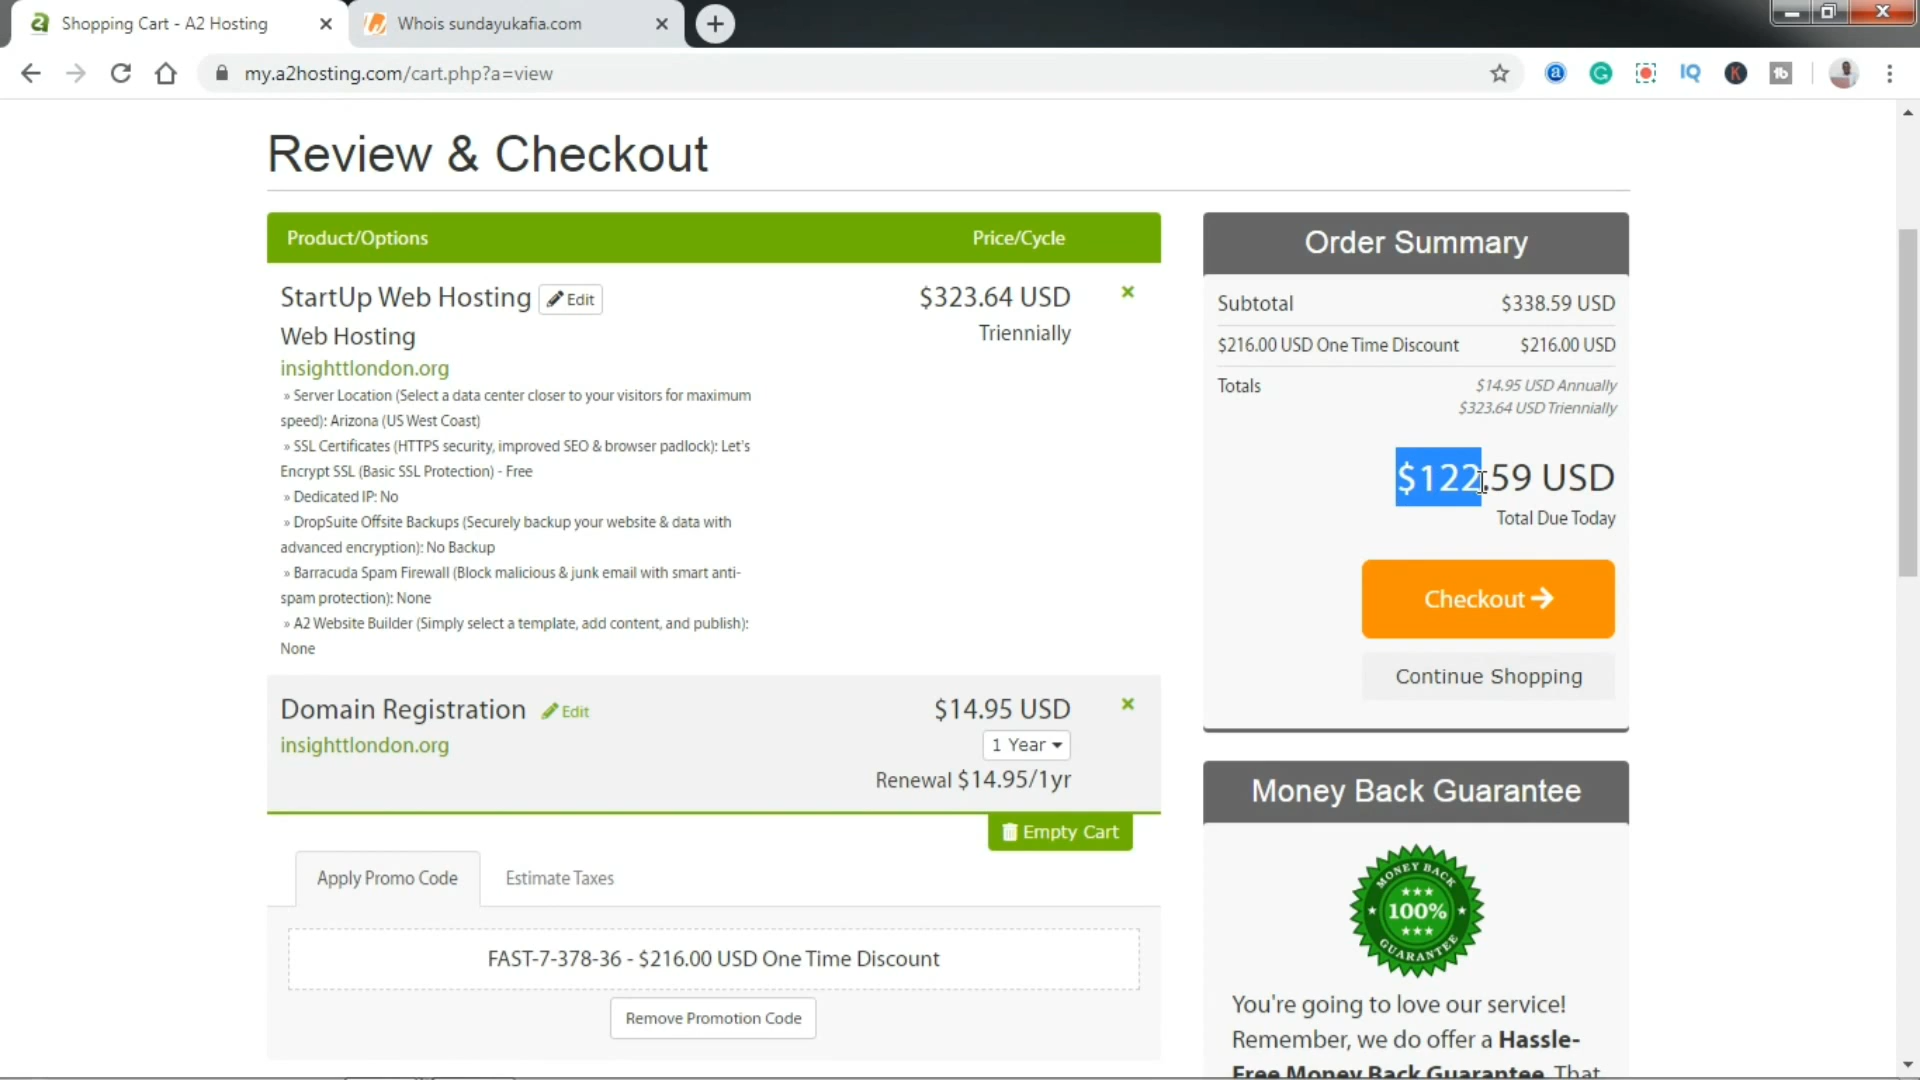 Shopping Cart - A2 Hosting
Whois sundayukafia.com
my.a2hosting.com/cart.php?a=view
IQ
Review & Checkout
Product/Options Price/Cycle
StartUp Web Hosting Edit $323.64 USD
Web Hosting Triennially
insighttlondon.org
» Server Location (Select a data center closer to your visitors for maximum
speed): Arizona (US West Coast)
» SSL Certificates (HTTPS security, improved SEO & browser padlock): Let's
Encrypt SSL (Basic SSL Protection) - Free
» Dedicated IP: No
» DropSuite Offsite Backups (Securely backup your website & data with
advanced encryption): No Backup
» Barracuda Spam Firewall (Block malicious & junk email with smart anti-
spam protection): None
» A2 Website Builder (Simply select a template, add content, and publish):
None
Domain Registration Edit $14.95 USD
insighttlondon.org 1 Year
Renewal $14.95/1yr
Empty Cart
Apply Promo Code Estimate Taxes
FAST-7-378-36 - $216.00 USD One Time Discount
Remove Promotion Code
Order Summary
Subtotal $338.59 USD
$216.00 USD One Time Discount $216.00 USD
Totals $14.95 USD Annually
$323.64 USD Triennially
$122.59 USD
Total Due Today
Checkout
Continue Shopping
Money Back Guarantee
MONEY BACK
100%
GUARANTEE
You're going to love our service!
Remember, we do offer a Hassle-
Free Money Back Guarantee. That